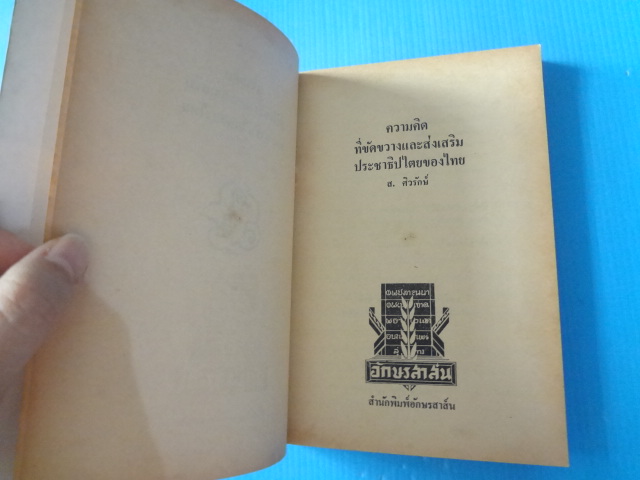 ความคิด
ที่ขัดขวางและส่งเสริม
ประชาธิปไตยของไทย
ส. ศิวรักษ์
อักษรสาส์น
สำนักพิมพ์อักษรสาส์น